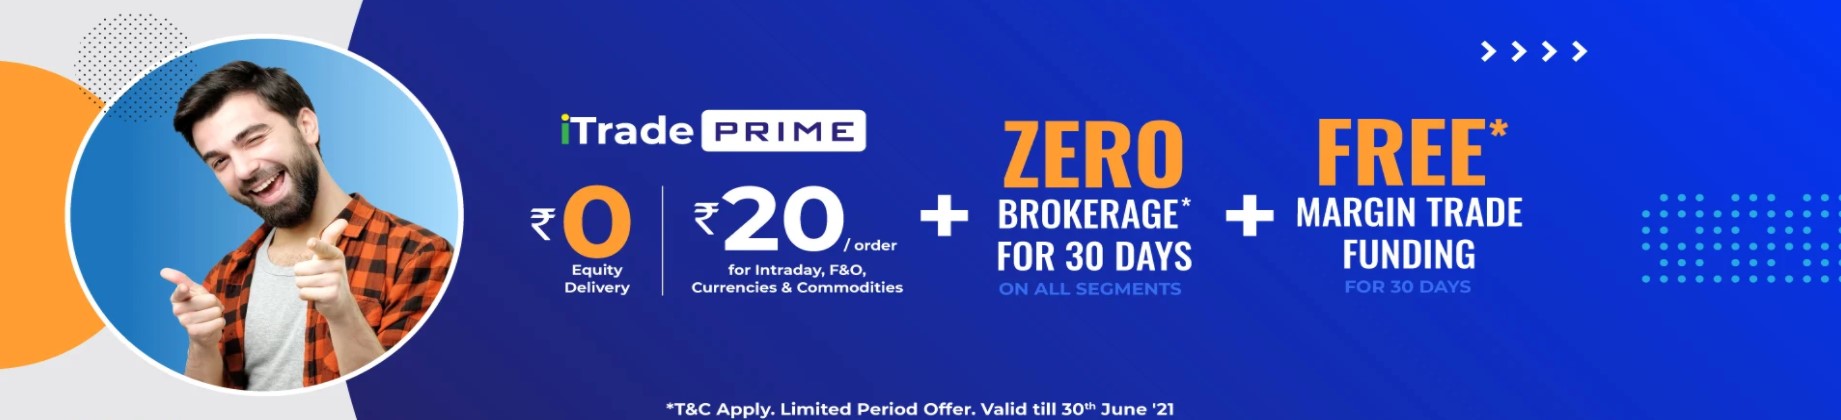 iTrade PRIME
₹0
Equity
Delivery
₹20/ order
for Intraday, F&O,
Currencies & Commodities
+
ZERO
BROKERAGE*
FOR 30 DAYS
ON ALL SEGMENTS
+
FREE*
MARGIN TRADE
FUNDING
FOR 30 DAYS
*T&C Apply. Limited Period Offer. Valid till 30th June '21